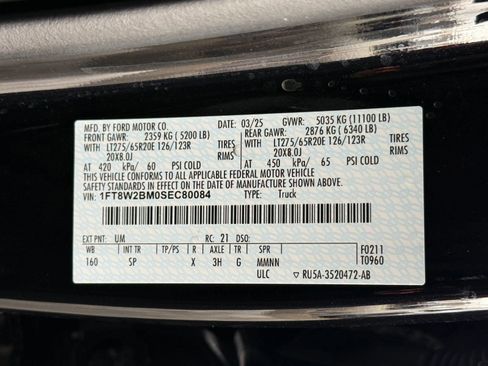 MFD. BY FORD MOTOR CO. 03/25 GVWR: 5035 KG (11100 LB)
FRONT GAWR: 2359 KG ( 5200 LB) REAR GAWR: 2876 KG ( 6340 LB)
WITH LT275/65R20E 126/123R TIRES WITH LT275/65R20E 126/123R TIRES
20X8.0J RIMS 20X8.0J RIMS
AT 420 kPa/ 60 PSI COLD AT 450 kPa/ 65 PSI COLD
THIS VEHICLE CONFORMS TO ALL APPLICABLE FEDERAL MOTOR VEHICLE
SAFETY AND THEFT PREVENTION STANDARDS IN EFFECT ON THE DATE OF MANUFACTURE SHOWN ABOVE.
VIN: 1FT8W2BM0SEC80084 TYPE: Truck
EXT PNT: UM RC: 21 DSO: F0211
WB INT TR TP/PS R AXLE TR SPR T0960
160 SP X 3H G MMNN
ULC RU5A-3520472-AB